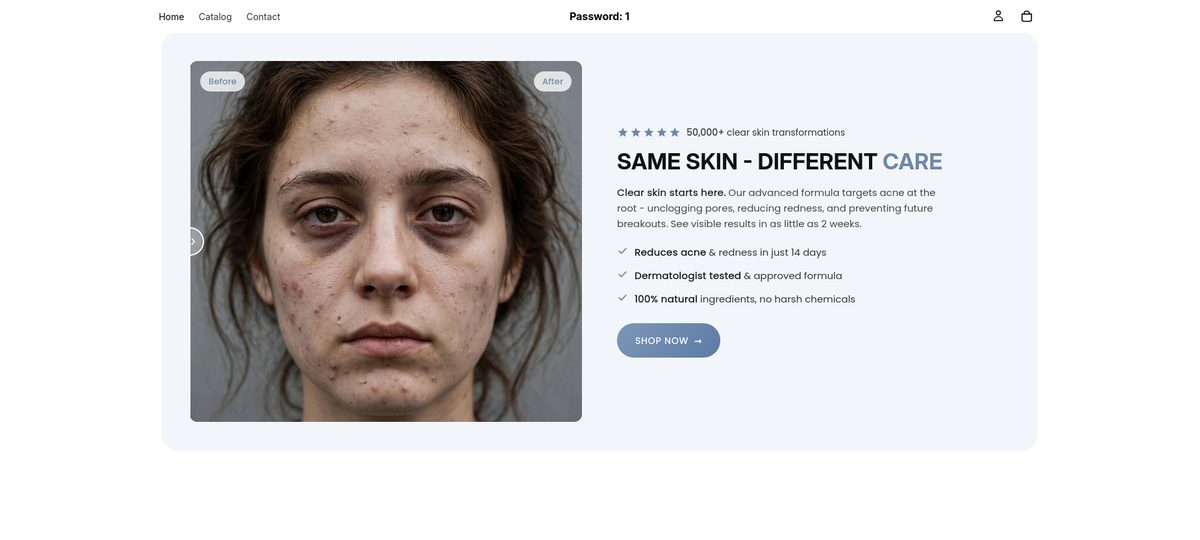 Home Catalog Contact
Password: 1
Before
After
50,000+ clear skin transformations
SAME SKIN - DIFFERENT CARE
Clear skin starts here. Our advanced formula targets acne at the
root - unclogging pores, reducing redness, and preventing future
breakouts. See visible results in as little as 2 weeks.
Reduces acne & redness in just 14 days
Dermatologist tested & approved formula
100% natural ingredients, no harsh chemicals
SHOP NOW →